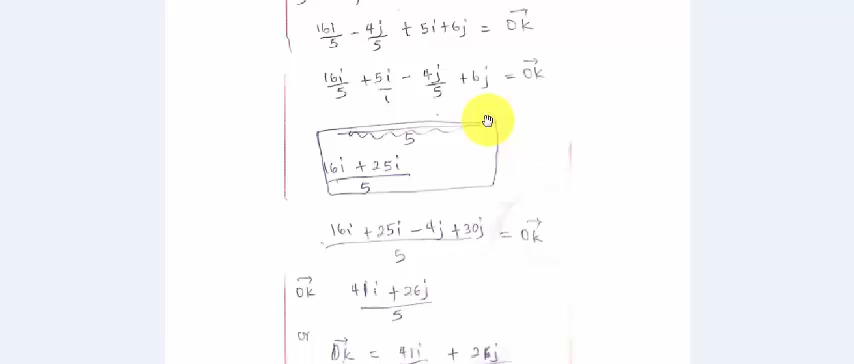 16i/5 - 4j/5 + 5i + 6j = OK→
16i/5 + 5i/1 - 4j/5 + 6j = OK→
5
16i + 25i
5
16i + 25i - 4j + 30j / 5 = OK→
OK→ 41i + 26j / 5
or
OK→ = 41i + 26j